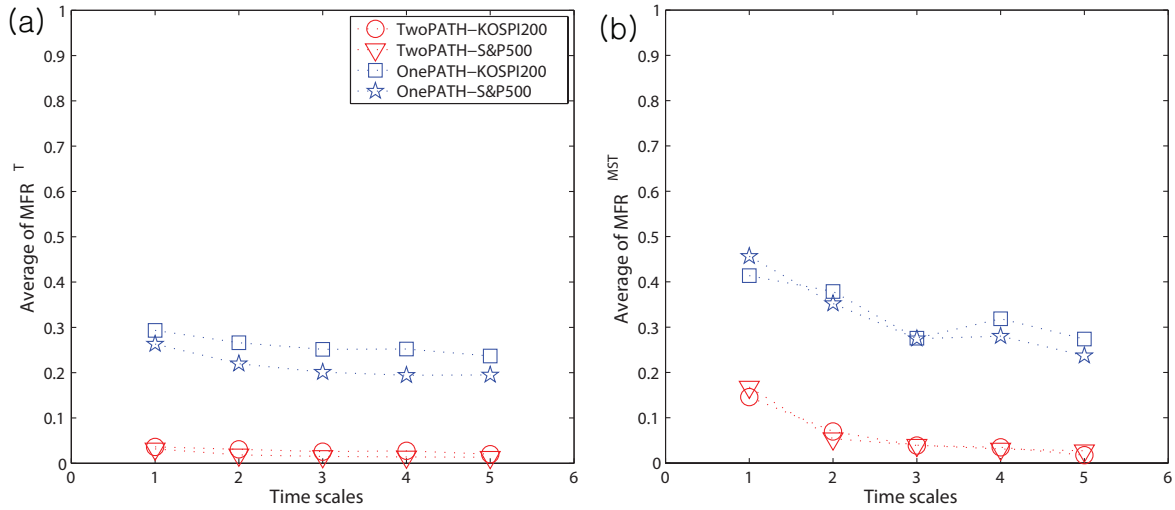 (a)
1
0.9
0.8
0.7
0.6
0.5
0.4
0.3
0.2
0.1
0
Average of MFR T
0 1 2 3 4 5 6
Time scales
TwoPATH–KOSPI200
TwoPATH–S&P500
OnePATH–KOSPI200
OnePATH–S&P500
(b)
1
0.9
0.8
0.7
0.6
0.5
0.4
0.3
0.2
0.1
0
Average of MFR MST
0 1 2 3 4 5 6
Time scales